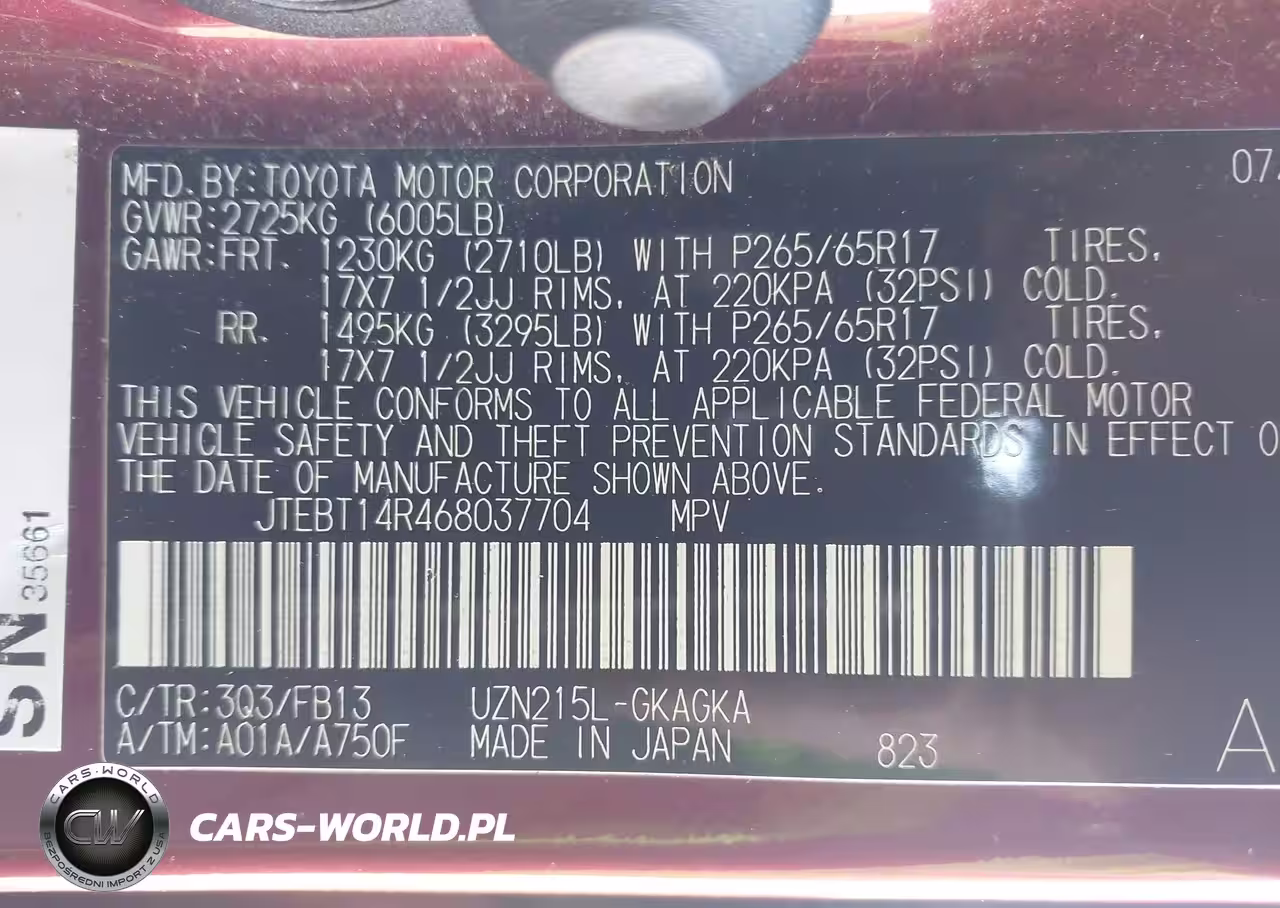 07
MFD. BY:TOYOTA MOTOR CORPORATION
GVWR:2725KG (6005LB)
GAWR:FRT. 1230KG (2710LB) WITH P265/65R17 TIRES.
17X7 1/2JJ RIMS, AT 220KPA (32PSI) COLD.
RR. 1495KG (3295LB) WITH P265/65R17 TIRES.
17X7 1/2JJ RIMS, AT 220KPA (32PSI) COLD.
THIS VEHICLE CONFORMS TO ALL APPLICABLE FEDERAL MOTOR
VEHICLE SAFETY AND THEFT PREVENTION STANDARDS IN EFFECT O
THE DATE OF MANUFACTURE SHOWN ABOVE.
JTEBT14R468037704 MPV
C/TR:3Q3/FB13 UZN215L-GKAGKA
A/TM:A01A/A750F MADE IN JAPAN 823
A
SN 35661
CARS-WORLD
CW
BEZPOŚREDNI IMPORT Z USA
CARS-WORLD.PL